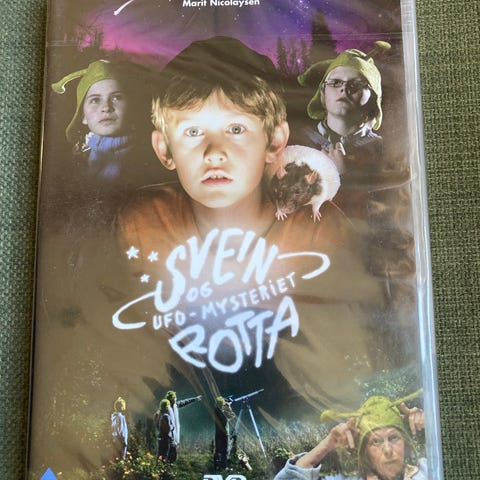 Marit Nicolaysen
SVEIN
OG
UFO-MYSTERIET
ROTTA